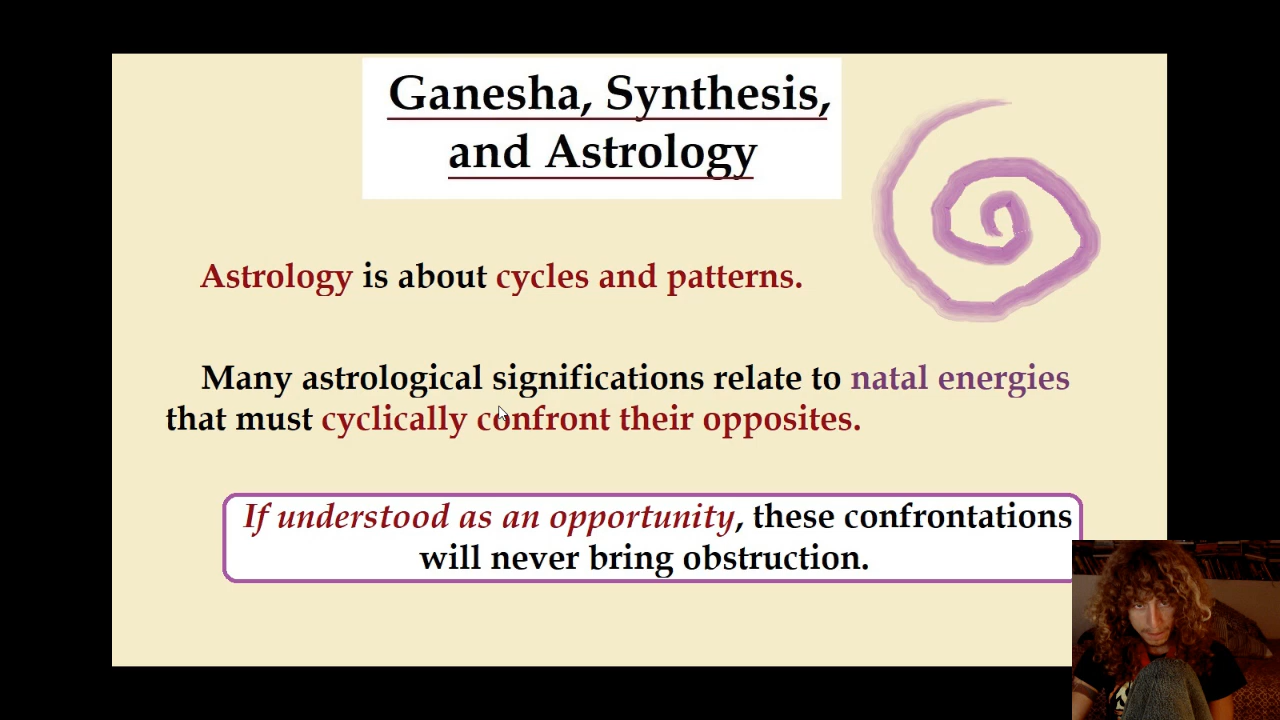 Ganesha, Synthesis,
and Astrology
Astrology is about cycles and patterns.
Many astrological significations relate to natal energies
that must cyclically confront their opposites.
If understood as an opportunity, these confrontations
will never bring obstruction.